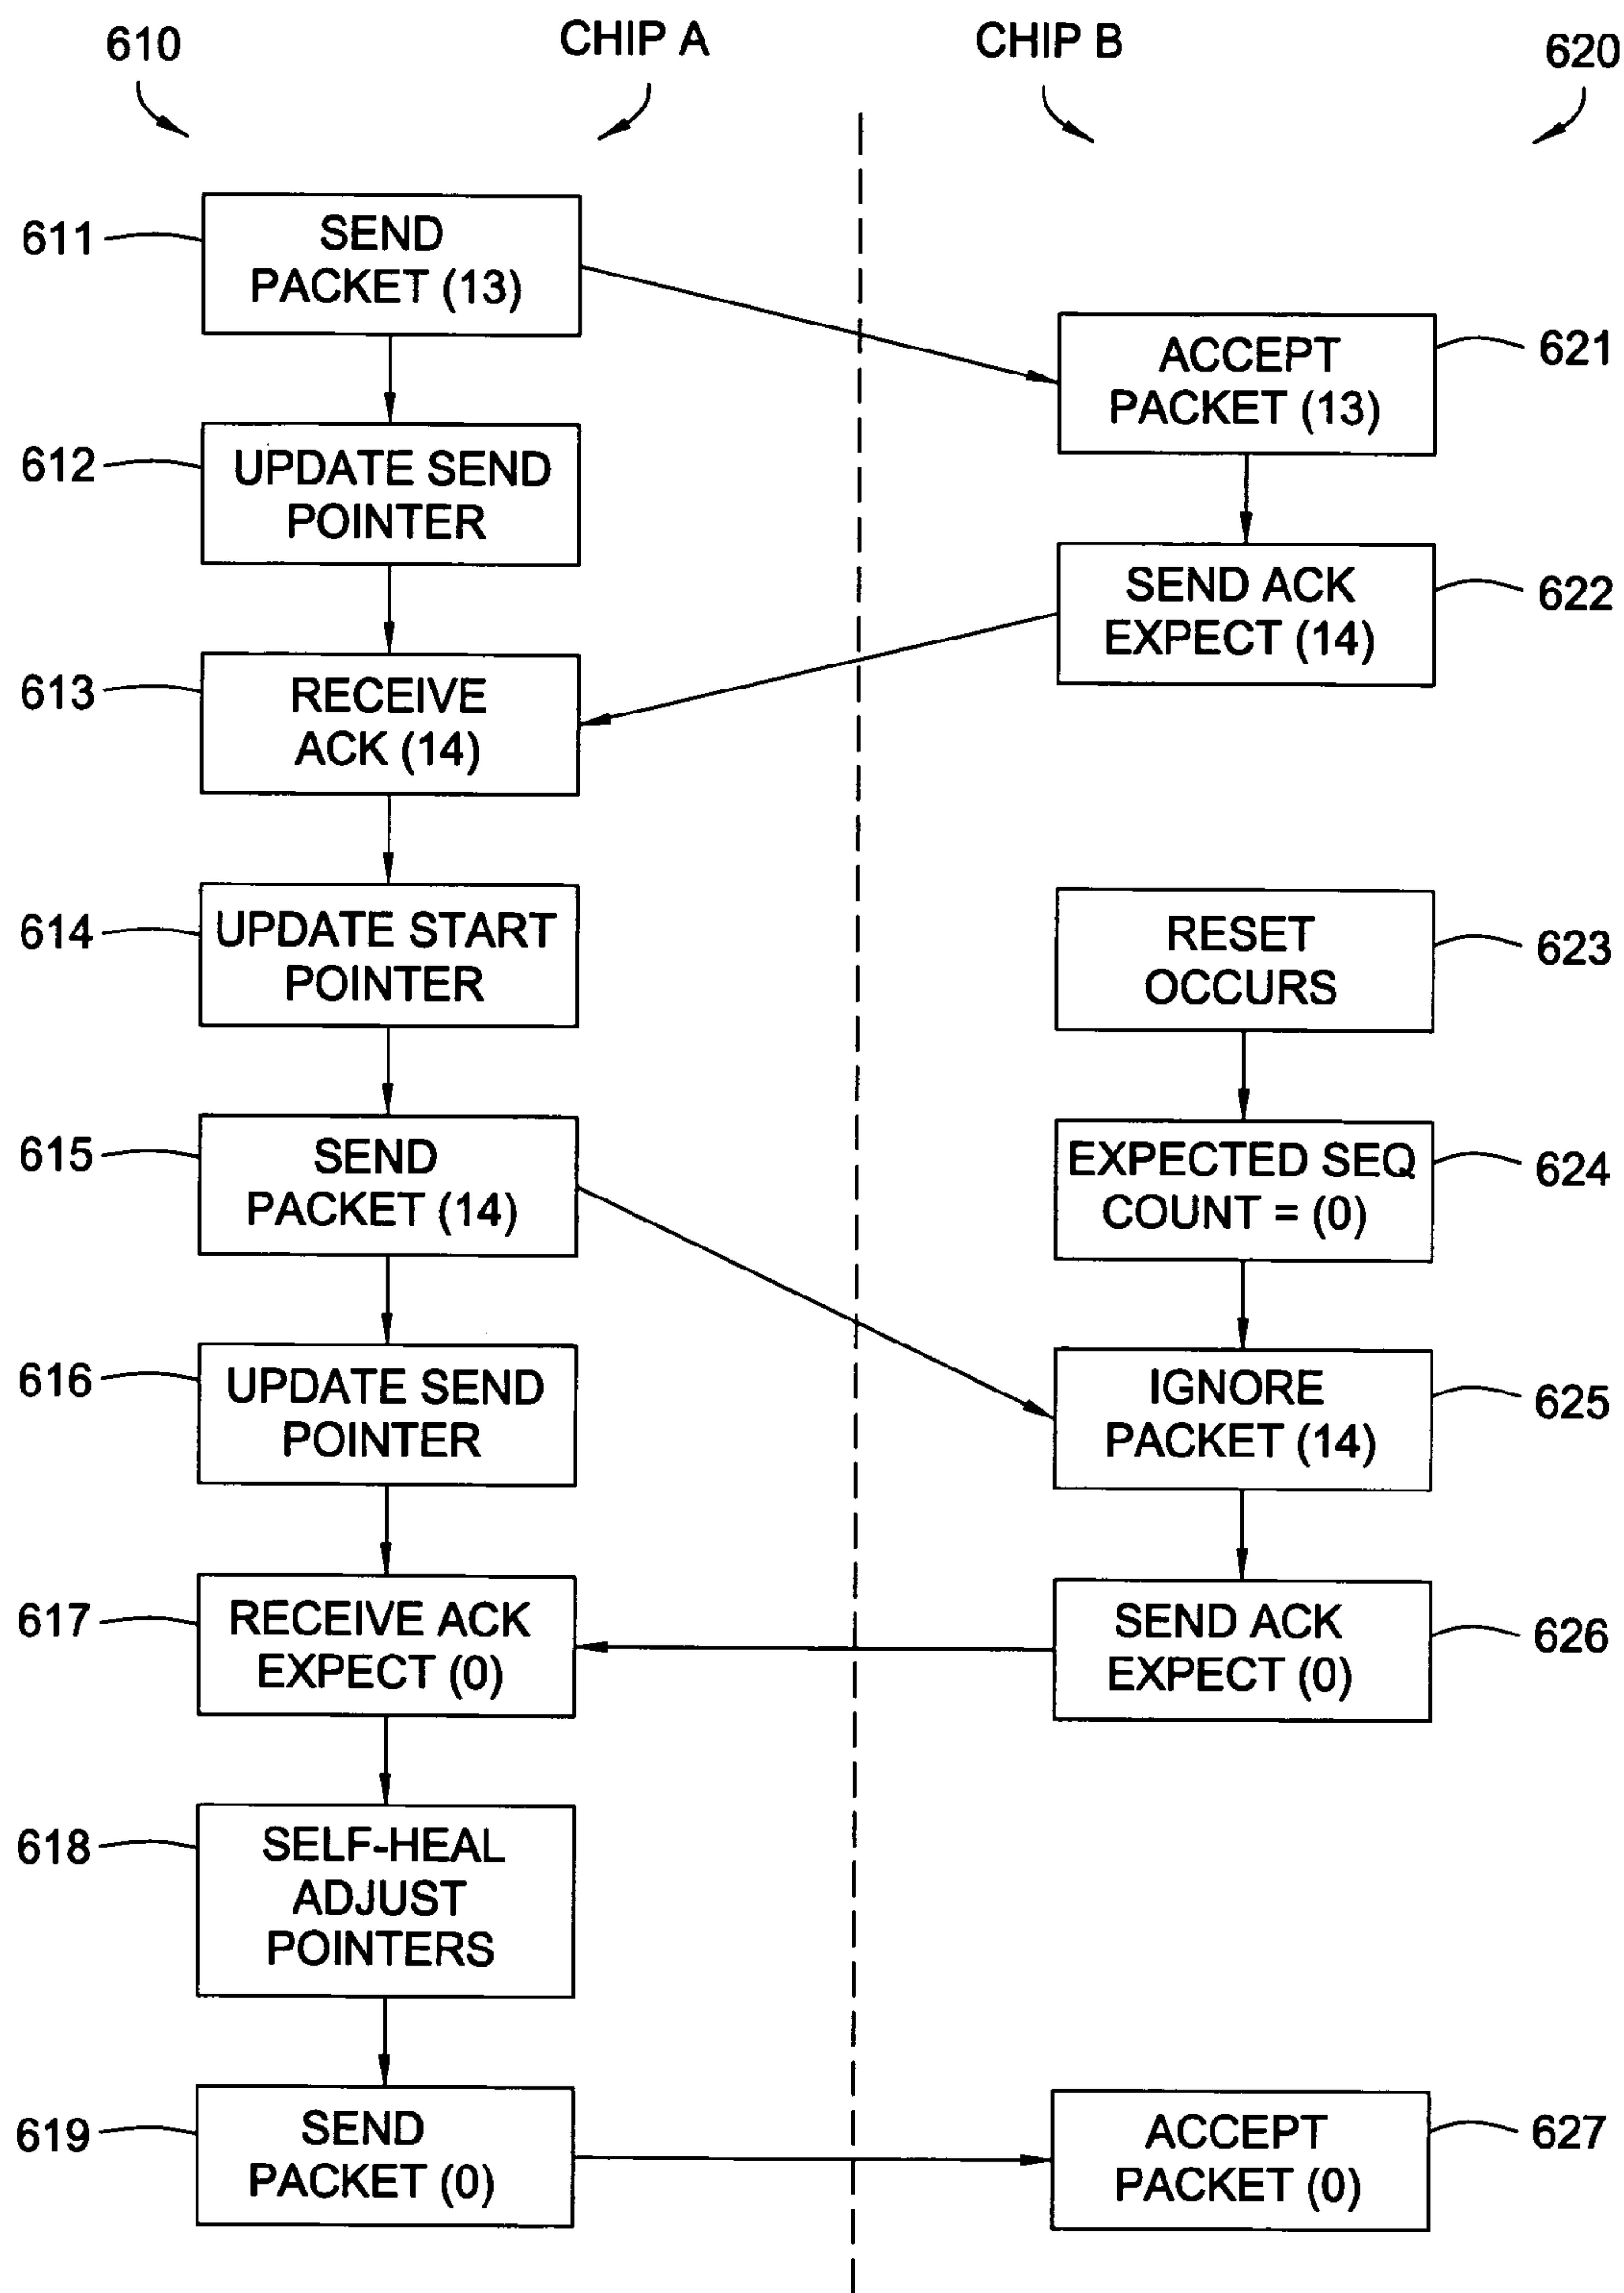 610
CHIP A
CHIP B
620
611
SEND
PACKET (13)
ACCEPT
PACKET (13)
621
612
UPDATE SEND
POINTER
SEND ACK
EXPECT (14)
622
613
RECEIVE
ACK (14)
614
UPDATE START
POINTER
RESET
OCCURS
623
615
SEND
PACKET (14)
EXPECTED SEQ
COUNT = (0)
624
616
UPDATE SEND
POINTER
IGNORE
PACKET (14)
625
617
RECEIVE ACK
EXPECT (0)
SEND ACK
EXPECT (0)
626
618
SELF-HEAL
ADJUST
POINTERS
619
SEND
PACKET (0)
ACCEPT
PACKET (0)
627